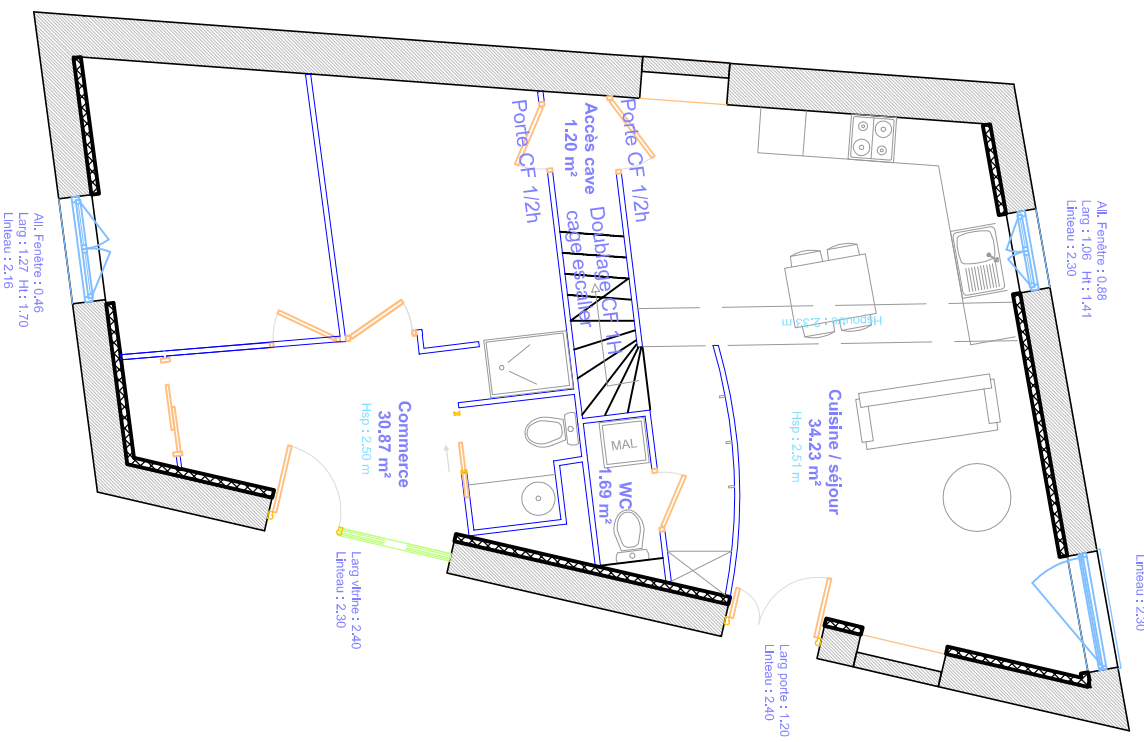 Porte CF 1/2h
Accès cave
1.20 m²
Porte CF 1/2h
Doublage CF 1H
cage escalier
All. Fenêtre : 0.88
Larg : 1.06 Ht : 1.41
Linteau : 2.30
All. Fenêtre : 0.46
Larg : 1.27 Ht : 1.70
Linteau : 2.16
Hspoutre : 2.33 m
Cuisine / séjour
34.23 m²
Hsp : 2.51 m
Commerce
30.87 m²
Hsp : 2.50 m
MAL
WC
1.69 m²
Larg vitrine : 2.40
Linteau : 2.30
Larg porte : 1.20
Linteau : 2.40
Linteau : 2.30